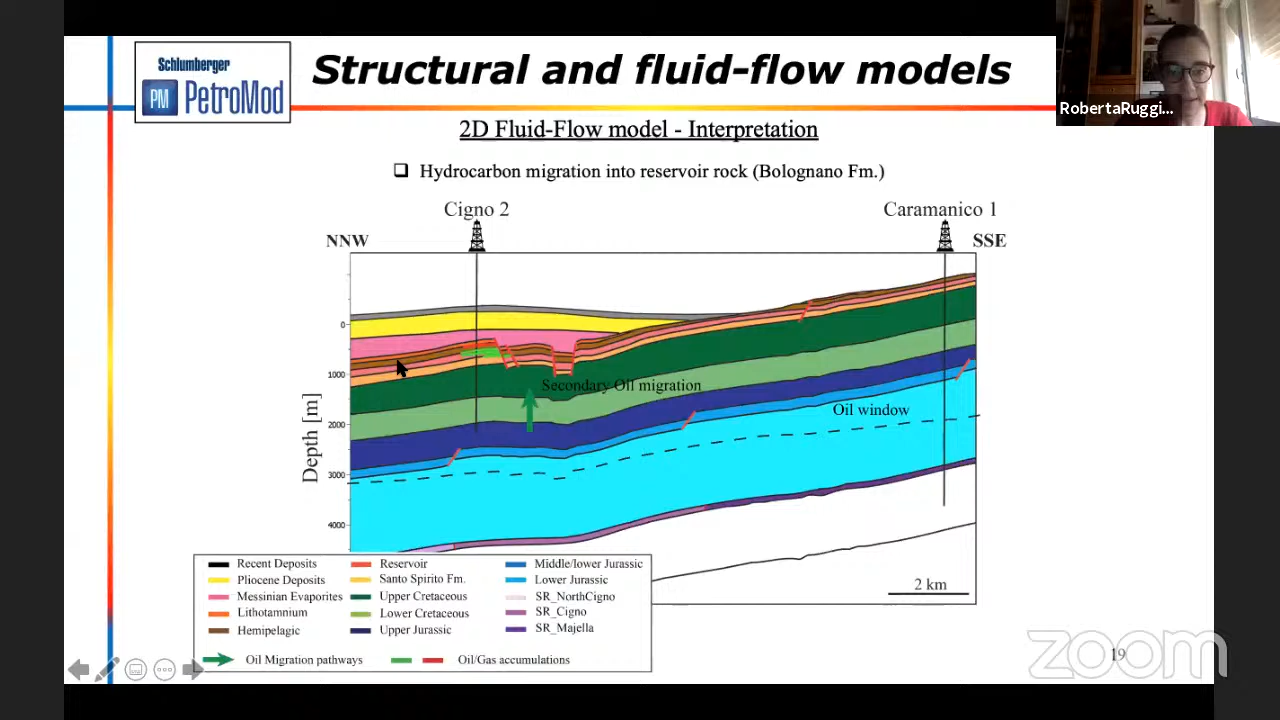 Schlumberger
PM PetroMod
Structural and fluid-flow models
RobertaRuggi...
2D Fluid-Flow model - Interpretation
Hydrocarbon migration into reservoir rock (Bolognano Fm.)
Cigno 2
Caramanico 1
NNW
SSE
0
1000
2000
3000
4000
Depth [m]
Secondary Oil migration
Oil window
2 km
Recent Deposits
Pliocene Deposits
Messinian Evaporites
Lithotamnium
Hemipelagic
Reservoir
Santo Spirito Fm.
Upper Cretaceous
Lower Cretaceous
Upper Jurassic
Middle/lower Jurassic
Lower Jurassic
SR_NorthCigno
SR_Cigno
SR_Majella
Oil Migration pathways
Oil/Gas accumulations
19
zoom